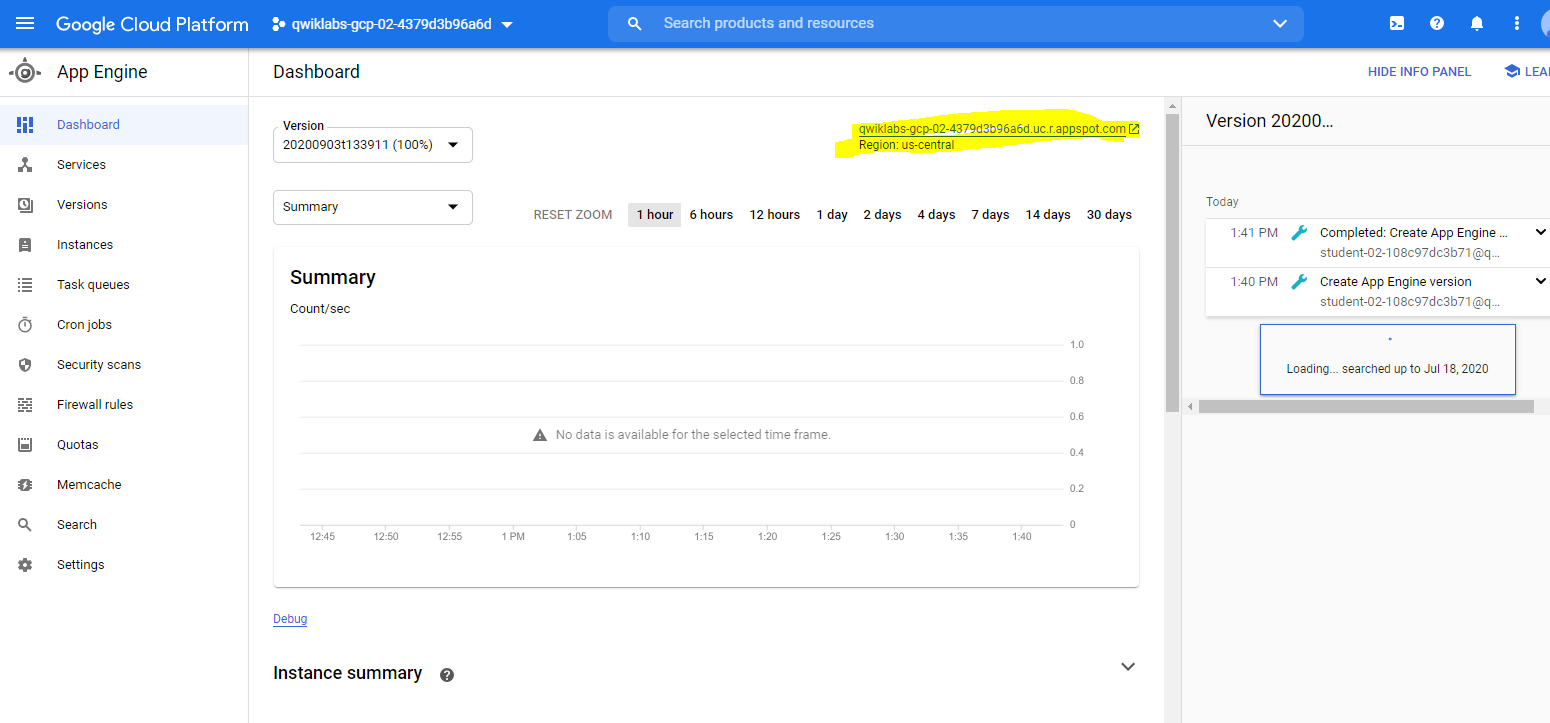 Google Cloud Platform
qwiklabs-gcp-02-4379d3b96a6d
Search products and resources
App Engine
Dashboard
HIDE INFO PANEL
LEA
Dashboard
Services
Versions
Instances
Task queues
Cron jobs
Security scans
Firewall rules
Quotas
Memcache
Search
Settings
Version
20200903t133911 (100%)
qwiklabs-gcp-02-4379d3b96a6d.uc.r.appspot.com
Region: us-central
Summary
RESET ZOOM 1 hour 6 hours 12 hours 1 day 2 days 4 days 7 days 14 days 30 days
Summary
Count/sec
1.0
0.8
0.6
No data is available for the selected time frame.
0.4
0.2
0
12:45 12:50 12:55 1 PM 1:05 1:10 1:15 1:20 1:25 1:30 1:35 1:40
Debug
Instance summary ?
Version 20200...
Today
1:41 PM Completed: Create App Engine ...
student-02-108c97dc3b71@q...
1:40 PM Create App Engine version
student-02-108c97dc3b71@q...
Loading... searched up to Jul 18, 2020